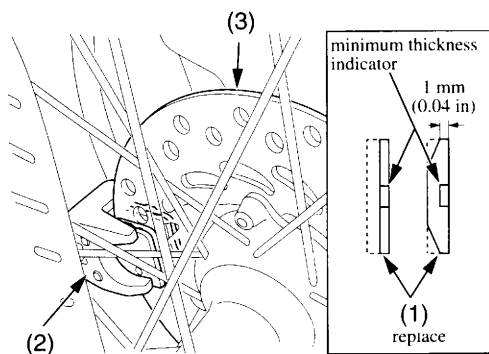 (3)
minimum thickness
indicator
1 mm
(0.04 in)
(1)
replace
(2)